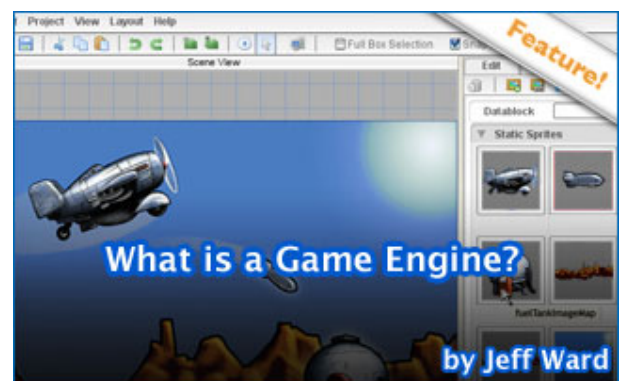 Project View Layout Help
Feature!
Full Box Selection
Snap
Scene View
Edit
Datablock
Static Sprites
What is a Game Engine?
fuelTankImageMap
by Jeff Ward